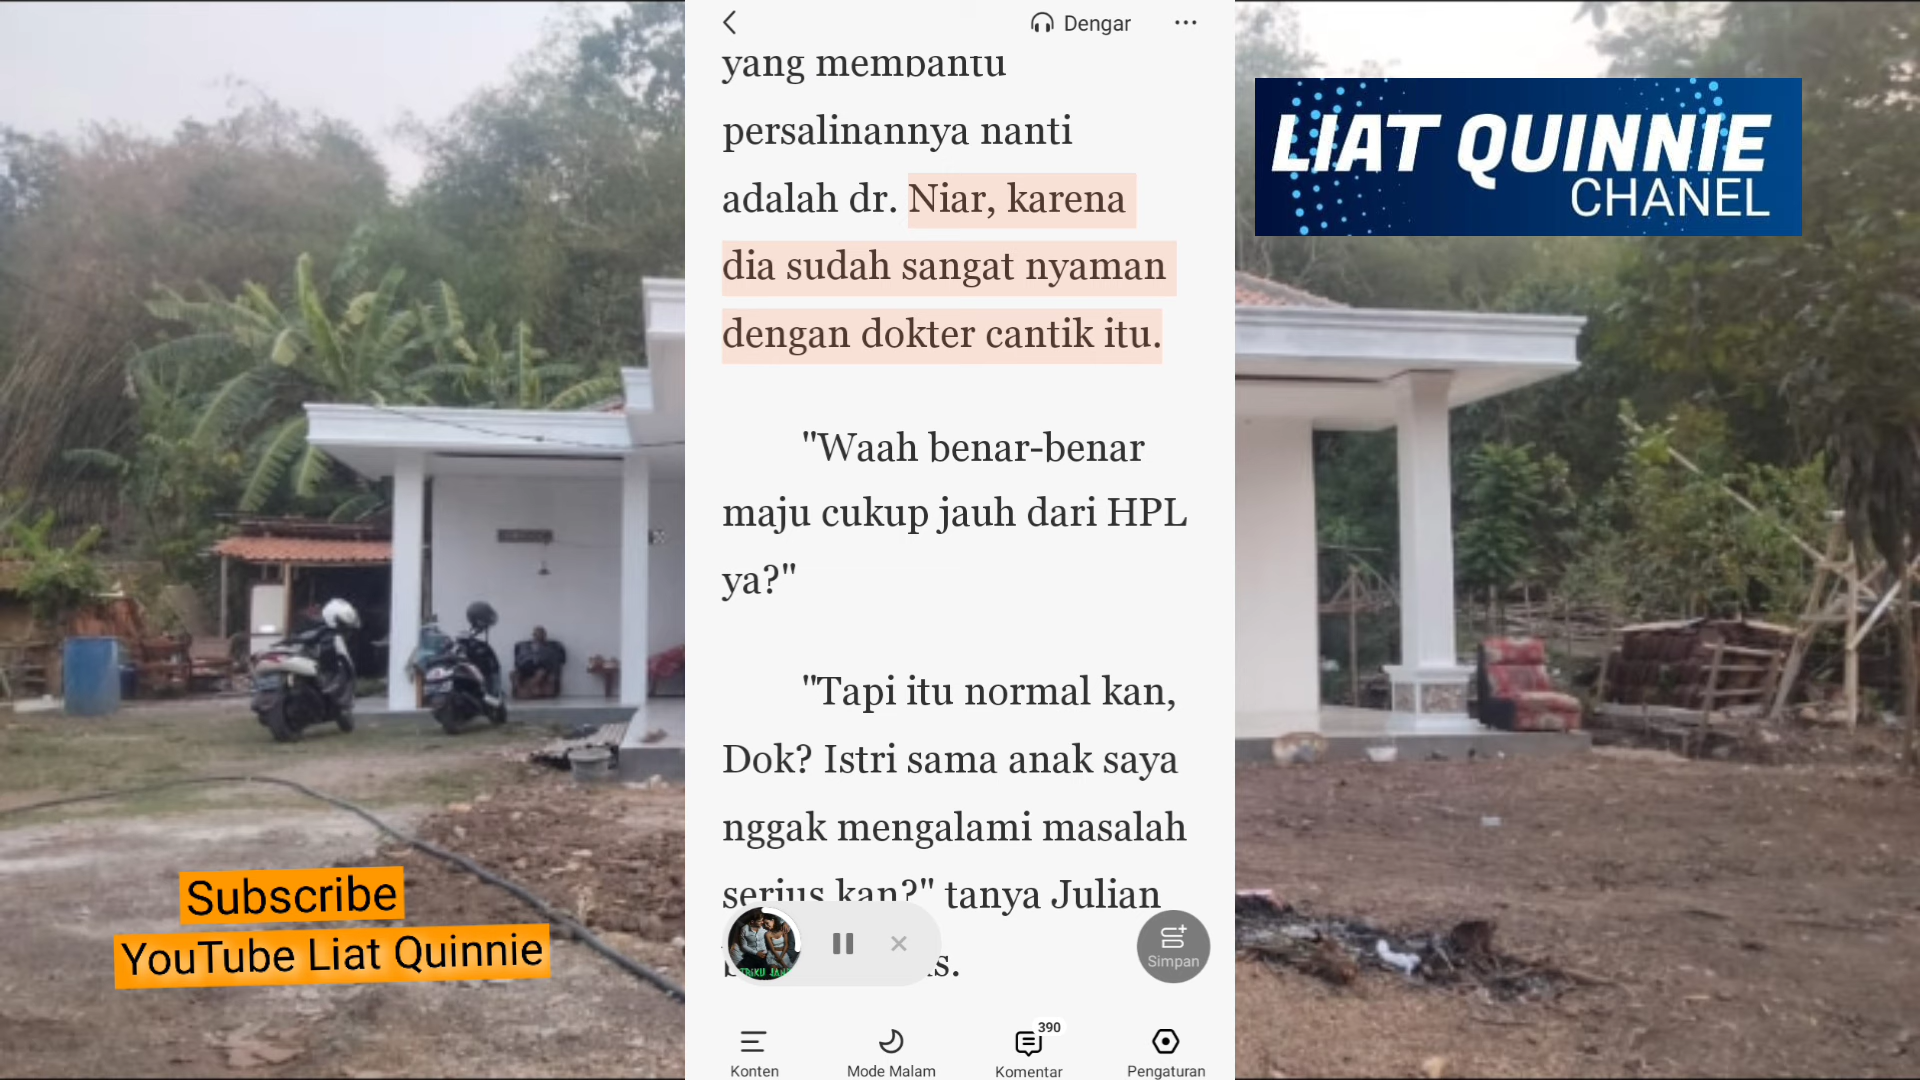 Dengar
yang membantu
persalinannya nanti
adalah dr. Niar, karena
dia sudah sangat nyaman
dengan dokter cantik itu.
"Waah benar-benar
maju cukup jauh dari HPL
ya?"
"Tapi itu normal kan,
Dok? Istri sama anak saya
nggak mengalami masalah
serius kan?" tanya Julian
Simpan
Konten
Mode Malam
390
Komentar
Pengaturan
LIAT QUINNIE
CHANEL
Subscribe
YouTube Liat Quinnie